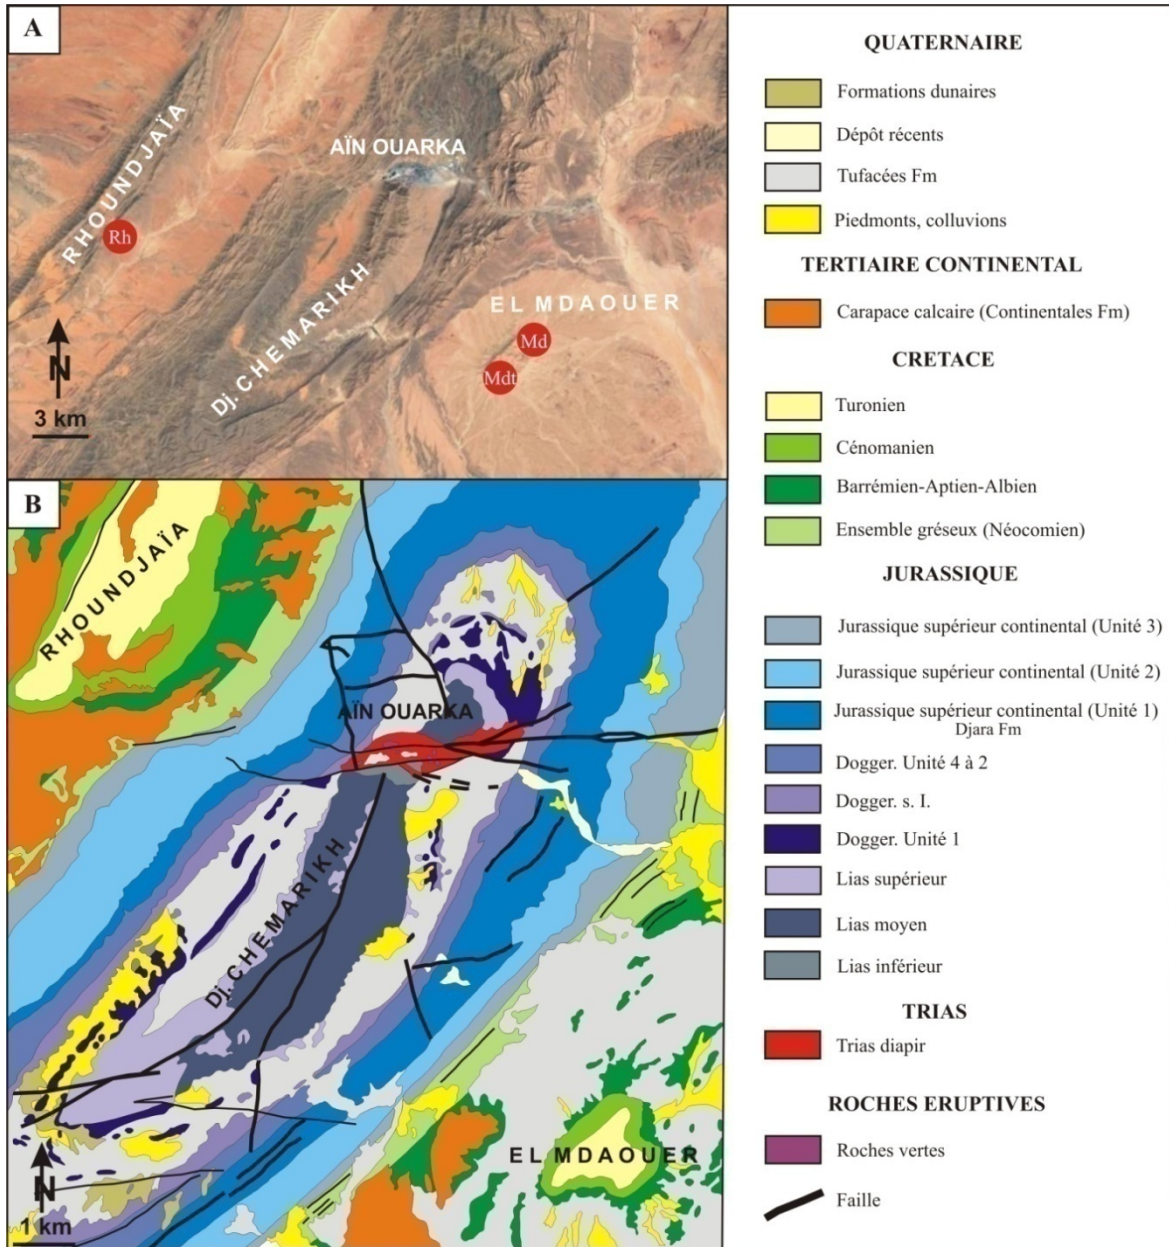 A
RHOUNDJAÏA
AÏN OUARKA
Rh
Dj. CHEMARIKH
EL MDAOUER
Md
Mdt
N
3 km
B
RHOUNDJAÏA
AÏN OUARKA
Dj. CHEMARIKH
EL MDAOUER
N
1 km
QUATERNAIRE
Formations dunaires
Dépôt récents
Tufacées Fm
Piedmonts, colluvions
TERTIAIRE CONTINENTAL
Carapace calcaire (Continentales Fm)
CRETACE
Turonien
Cénomanien
Barrémien-Aptien-Albien
Ensemble gréseux (Néocomien)
JURASSIQUE
Jurassique supérieur continental (Unité 3)
Jurassique supérieur continental (Unité 2)
Jurassique supérieur continental (Unité 1)
Djara Fm
Dogger. Unité 4 à 2
Dogger. s. I.
Dogger. Unité 1
Lias supérieur
Lias moyen
Lias inférieur
TRIAS
Trias diapir
ROCHES ERUPTIVES
Roches vertes
Faille